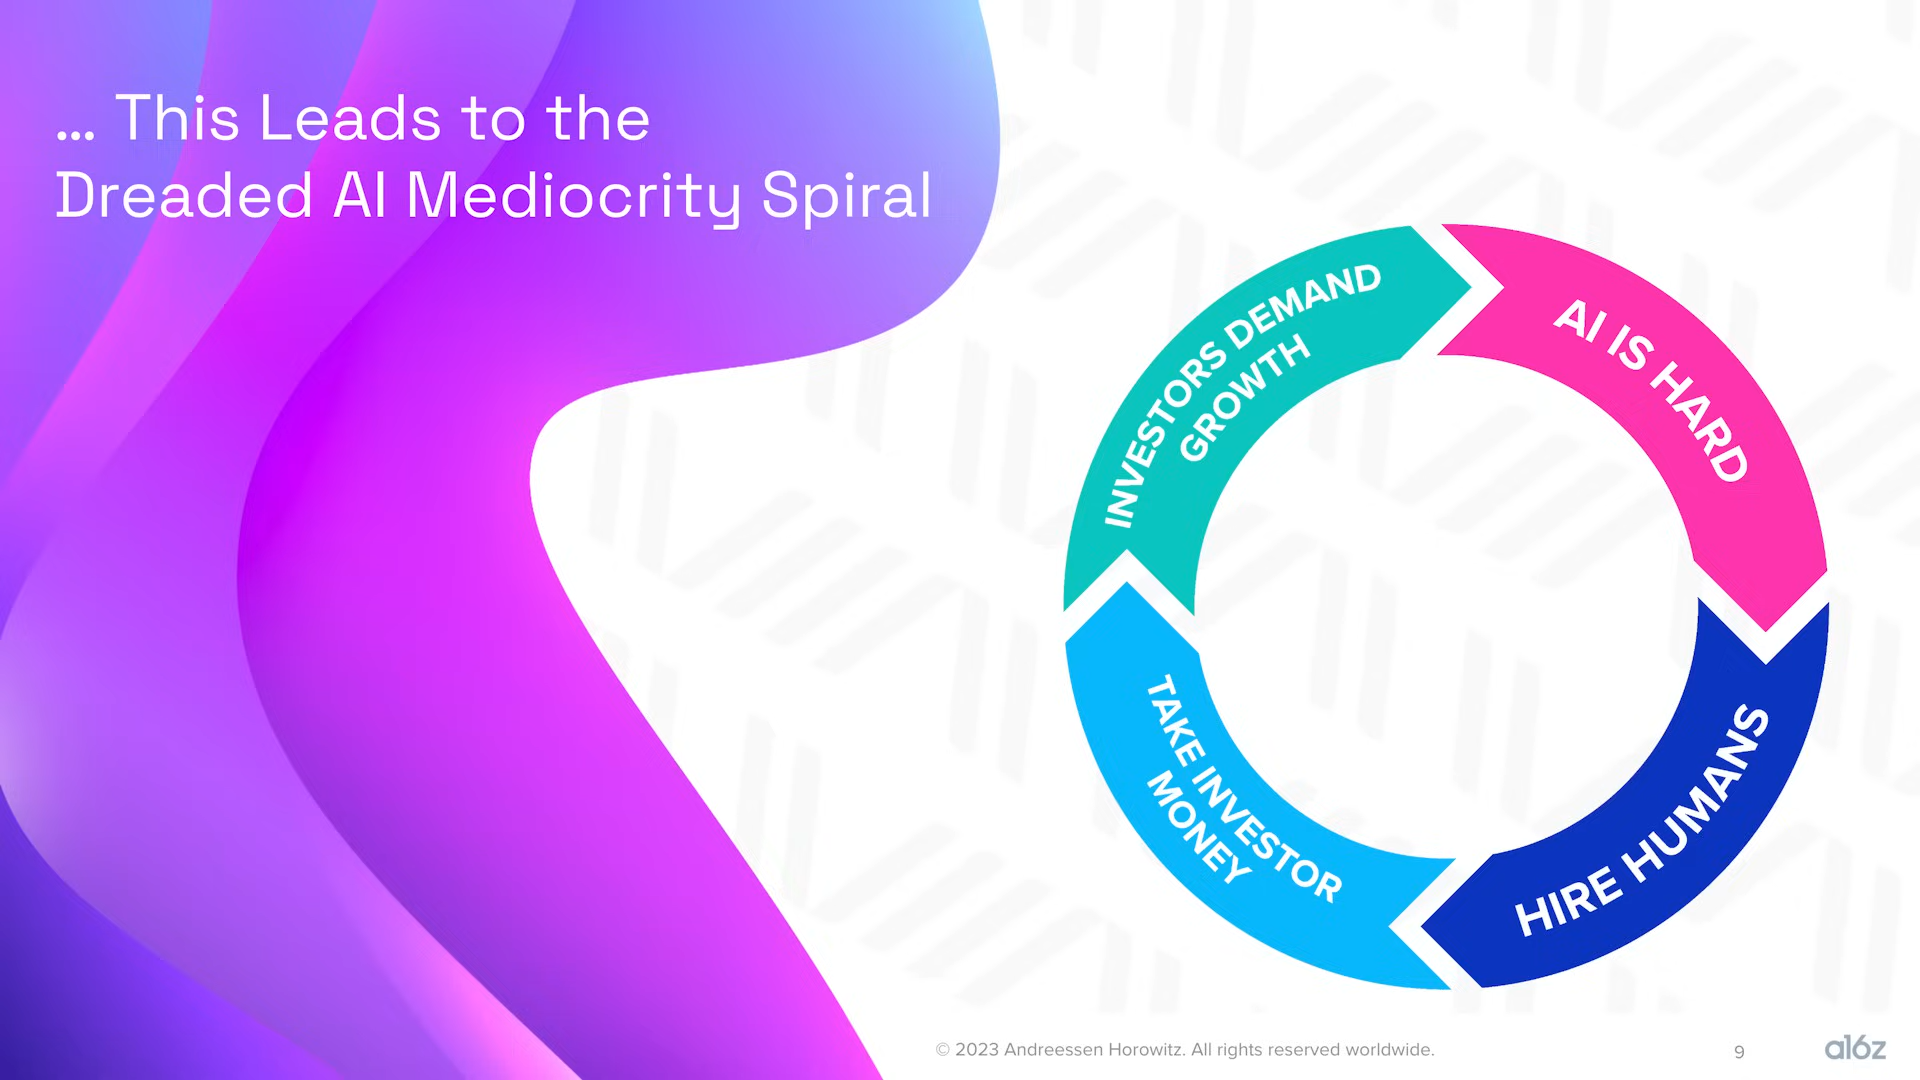 ... This Leads to the
Dreaded AI Mediocrity Spiral
INVESTORS DEMAND
GROWTH
AI IS HARD
HIRE HUMANS
TAKE INVESTOR
MONEY
© 2023 Andreessen Horowitz. All rights reserved worldwide.
9
a16z